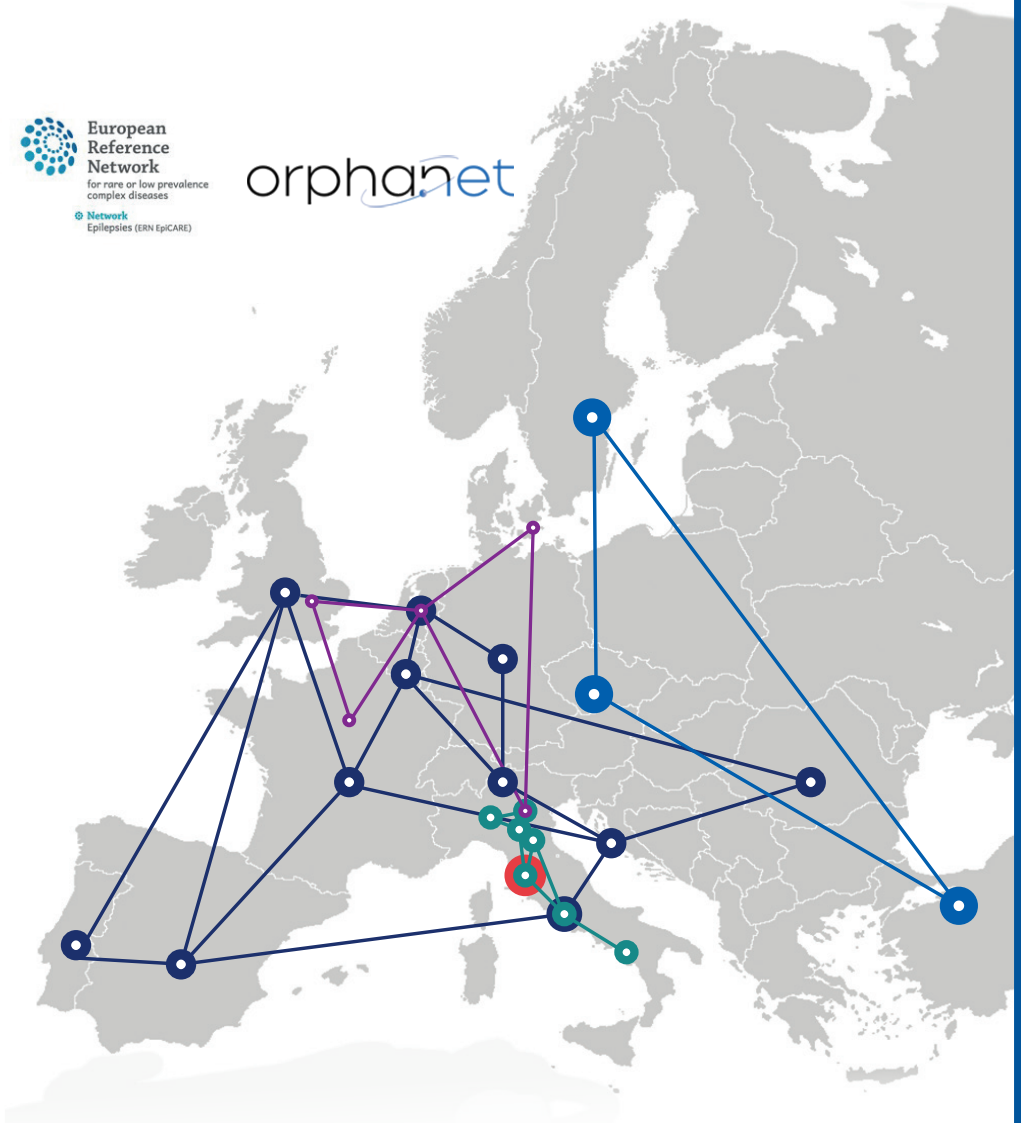 European
Reference
Network
for rare or low prevalence
complex diseases
Network
Epilepsies (ERN EpiCARE)
orphanet